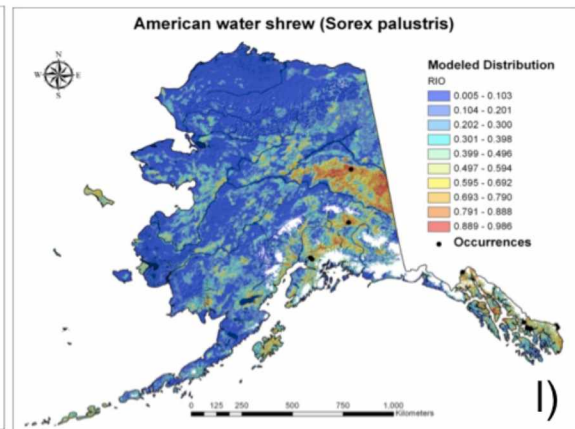 American water shrew (Sorex palustris)
N
W E
S
Modeled Distribution
RIO
0.005 - 0.103
0.104 - 0.201
0.202 - 0.300
0.301 - 0.398
0.399 - 0.496
0.497 - 0.594
0.595 - 0.692
0.693 - 0.790
0.791 - 0.888
0.889 - 0.986
Occurrences
0 125 250 500 750 1,000
Kilometers
l)